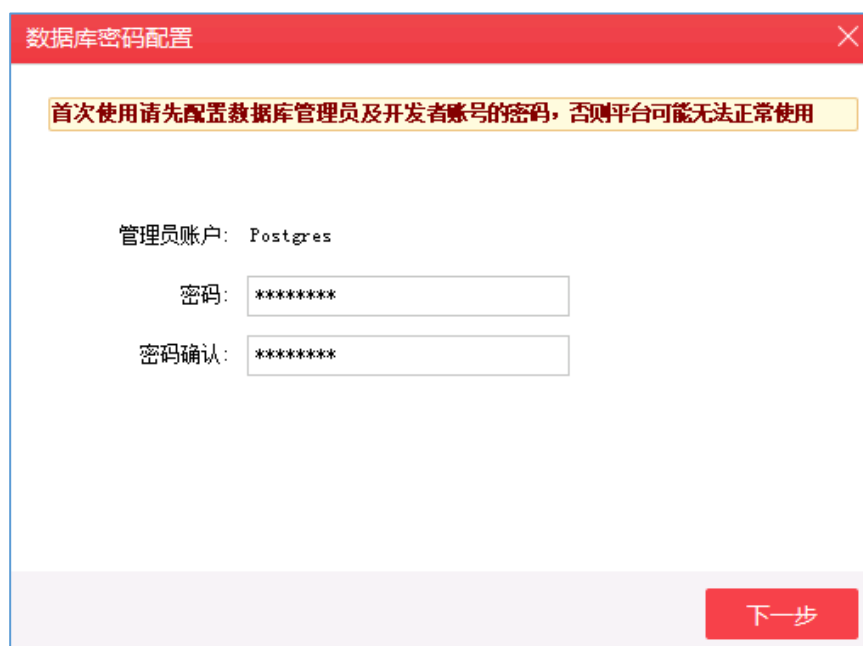 数据库密码配置
首次使用请先配置数据库管理员及开发者账号的密码，否则平台可能无法正常使用
管理员账户: Postgres
密码: ********
密码确认: ********
下一步